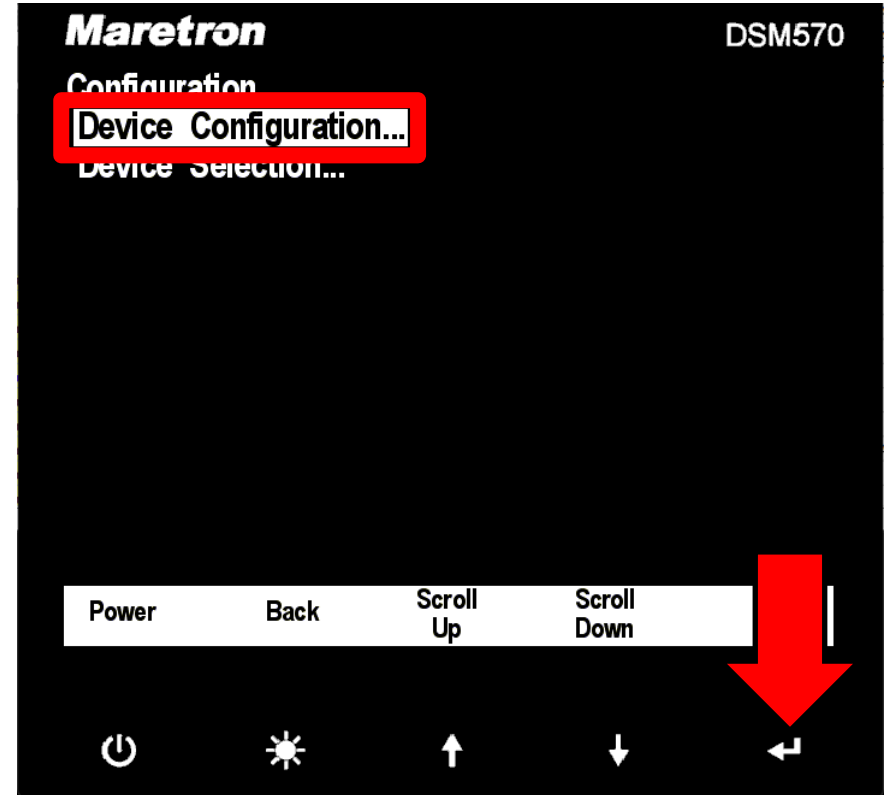 Maretron DSM570
Configuration
Device Configuration...
Device Selection...
Power Back Scroll Up Scroll Down